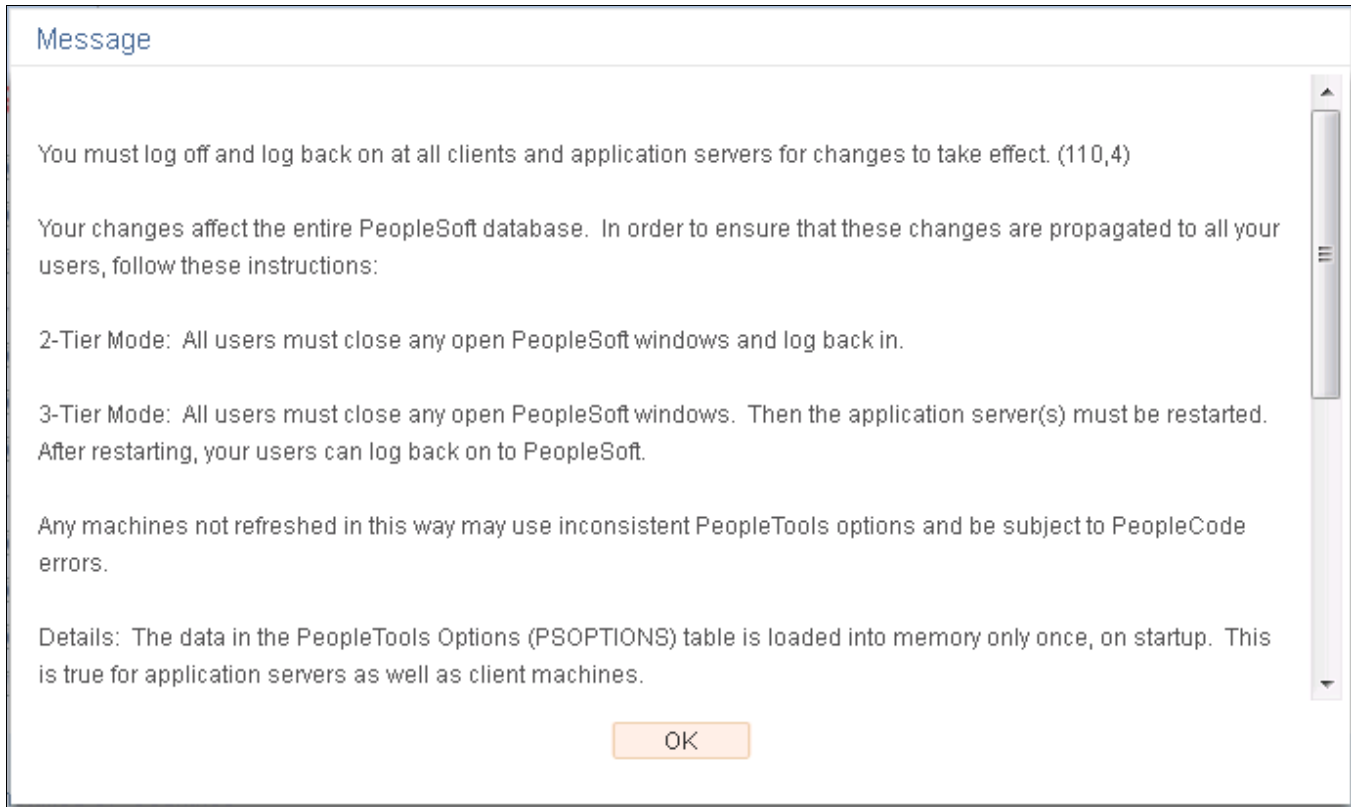 Message
You must log off and log back on at all clients and application servers for changes to take effect. (110,4)
Your changes affect the entire PeopleSoft database.  In order to ensure that these changes are propagated to all your
users, follow these instructions:
2-Tier Mode:  All users must close any open PeopleSoft windows and log back in.
3-Tier Mode:  All users must close any open PeopleSoft windows.  Then the application server(s) must be restarted.
After restarting, your users can log back on to PeopleSoft.
Any machines not refreshed in this way may use inconsistent PeopleTools options and be subject to PeopleCode
errors.
Details:  The data in the PeopleTools Options (PSOPTIONS) table is loaded into memory only once, on startup.  This
is true for application servers as well as client machines.
OK